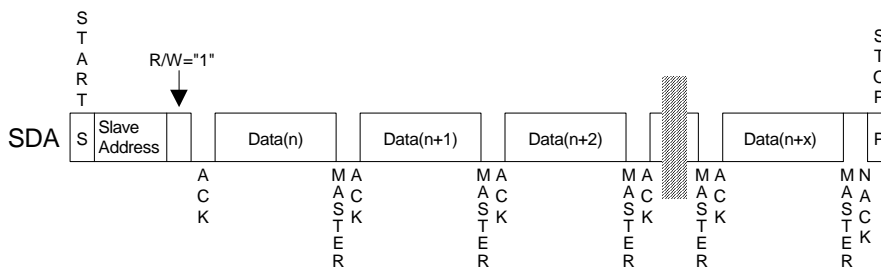 START
STOP
R/W="1"
SDA
S
Slave
Address
Data(n)
Data(n+1)
Data(n+2)
Data(n+x)
P
ACK
MASTER
ACK
MASTER
ACK
MASTER
ACK
MASTER
ACK
MASTER
NACK